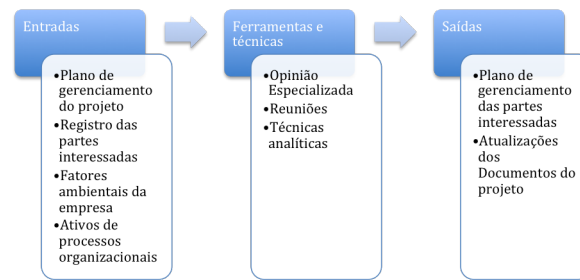 Entradas
•Plano de
gerenciamento
do projeto
•Registro das
partes
interessadas
•Fatores
ambientais da
empresa
•Ativos de
processos
organizacionais
Ferramentas e
técnicas
•Opinião
Especializada
•Reuniões
•Técnicas
analíticas
Saídas
•Plano de
gerenciamento
das partes
interessadas
•Atualizações
dos
Documentos do
projeto